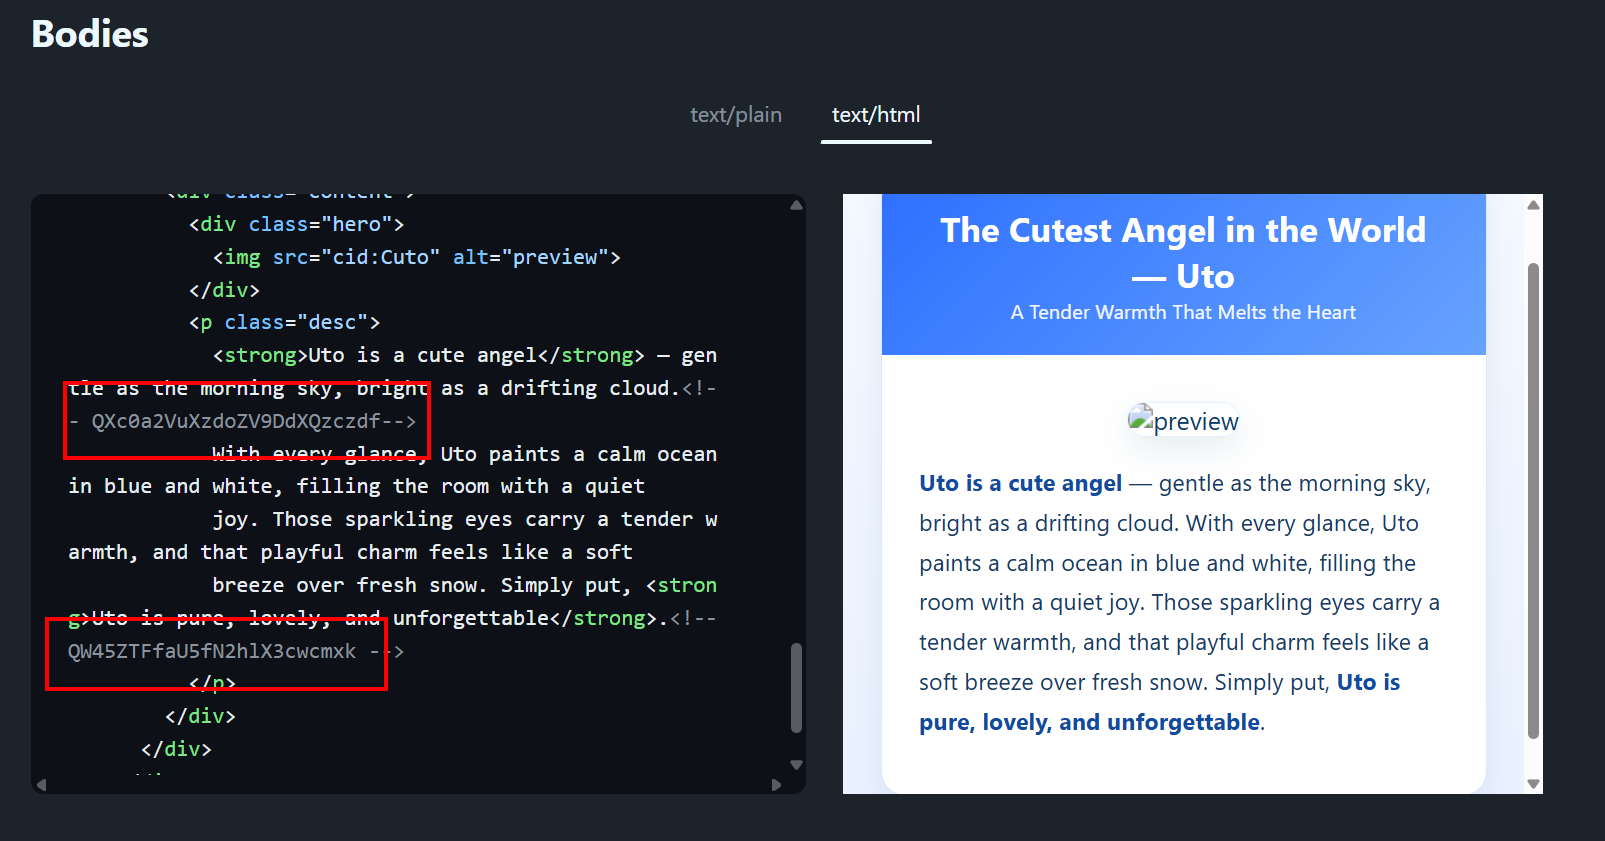 Bodies
text/plain
text/html
<div class="content">
<div class="hero">
<img src="cid:Cuto" alt="preview">
</div>
<p class="desc">
<strong>Uto is a cute angel</strong> — gen
tle as the morning sky, bright as a drifting cloud.<!-
- QXc0a2VuXzdoZV9DdXQzczdf-->
With every glance, Uto paints a calm ocean
in blue and white, filling the room with a quiet
joy. Those sparkling eyes carry a tender w
armth, and that playful charm feels like a soft
breeze over fresh snow. Simply put, <stron
g>Uto is pure, lovely, and unforgettable</strong>.<!--
QW45ZTFfaU5fN2hlX3cwcmxk -->
</p>
</div>
</div>
The Cutest Angel in the World
— Uto
A Tender Warmth That Melts the Heart
preview
Uto is a cute angel — gentle as the morning sky,
bright as a drifting cloud. With every glance, Uto
paints a calm ocean in blue and white, filling the
room with a quiet joy. Those sparkling eyes carry a
tender warmth, and that playful charm feels like a
soft breeze over fresh snow. Simply put, Uto is
pure, lovely, and unforgettable.